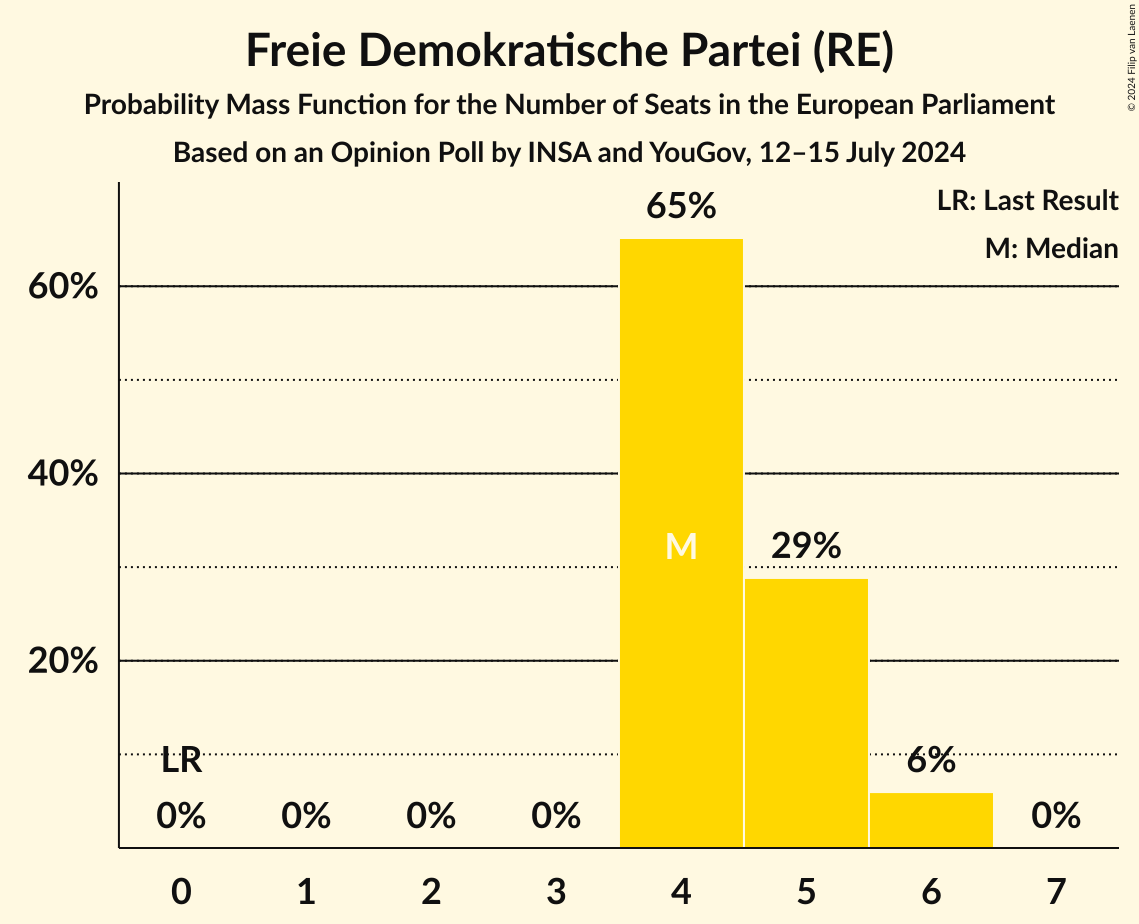 Freie Demokratische Partei (RE)
Probability Mass Function for the Number of Seats in the European Parliament
Based on an Opinion Poll by INSA and YouGov, 12–15 July 2024
© 2024 Filip van Laenen
LR: Last Result
M: Median
65%
60%
40%
M
29%
20%
LR
6%
0% 0% 0% 0% 0%
0 1 2 3 4 5 6 7